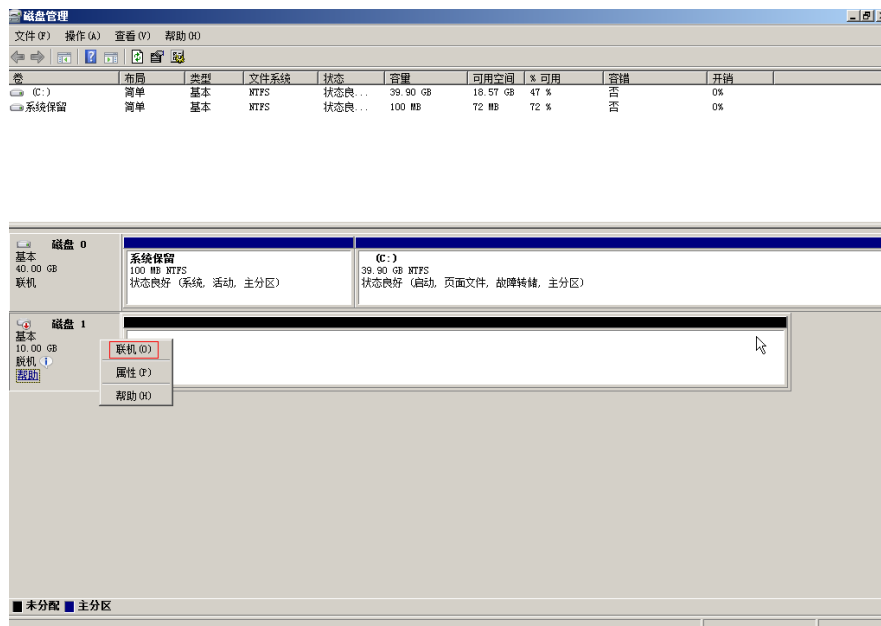 磁盘管理
文件(F) 操作(A) 查看(V) 帮助(H)
卷 布局 类型 文件系统 状态 容量 可用空间 % 可用 容错 开销
(C:) 简单 基本 NTFS 状态良... 39.90 GB 18.57 GB 47 % 否 0%
系统保留 简单 基本 NTFS 状态良... 100 MB 72 MB 72 % 否 0%
磁盘 0
基本
40.00 GB
联机
系统保留
100 MB NTFS
状态良好 (系统, 活动, 主分区)
(C:)
39.90 GB NTFS
状态良好 (启动, 页面文件, 故障转储, 主分区)
磁盘 1
基本
10.00 GB
脱机
帮助
联机(O)
属性(P)
帮助(H)
未分配 主分区